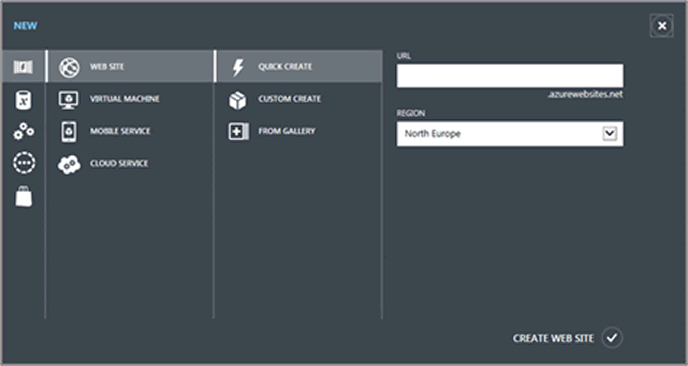 NEW
WEB SITE
VIRTUAL MACHINE
MOBILE SERVICE
CLOUD SERVICE
QUICK CREATE
CUSTOM CREATE
FROM GALLERY
URL
.azurewebsites.net
REGION
North Europe
CREATE WEB SITE